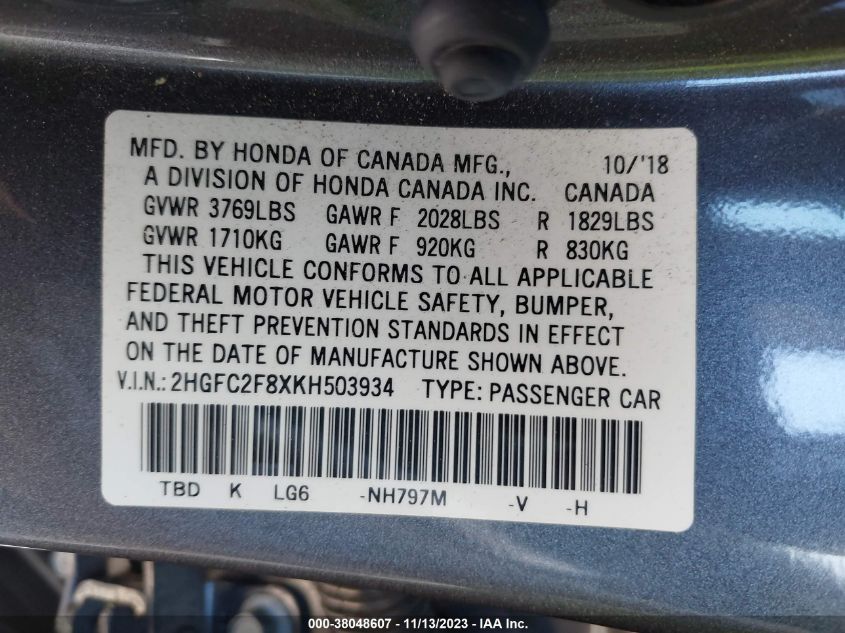 MFD. BY HONDA OF CANADA MFG., 10/'18
A DIVISION OF HONDA CANADA INC. CANADA
GVWR 3769LBS GAWR F 2028LBS R 1829LBS
GVWR 1710KG GAWR F 920KG R 830KG
THIS VEHICLE CONFORMS TO ALL APPLICABLE
FEDERAL MOTOR VEHICLE SAFETY, BUMPER,
AND THEFT PREVENTION STANDARDS IN EFFECT
ON THE DATE OF MANUFACTURE SHOWN ABOVE.
V.I.N.: 2HGFC2F8XKH503934 TYPE: PASSENGER CAR
TBD K LG6 -NH797M -V -H
000-38048607 - 11/13/2023 - IAA Inc.